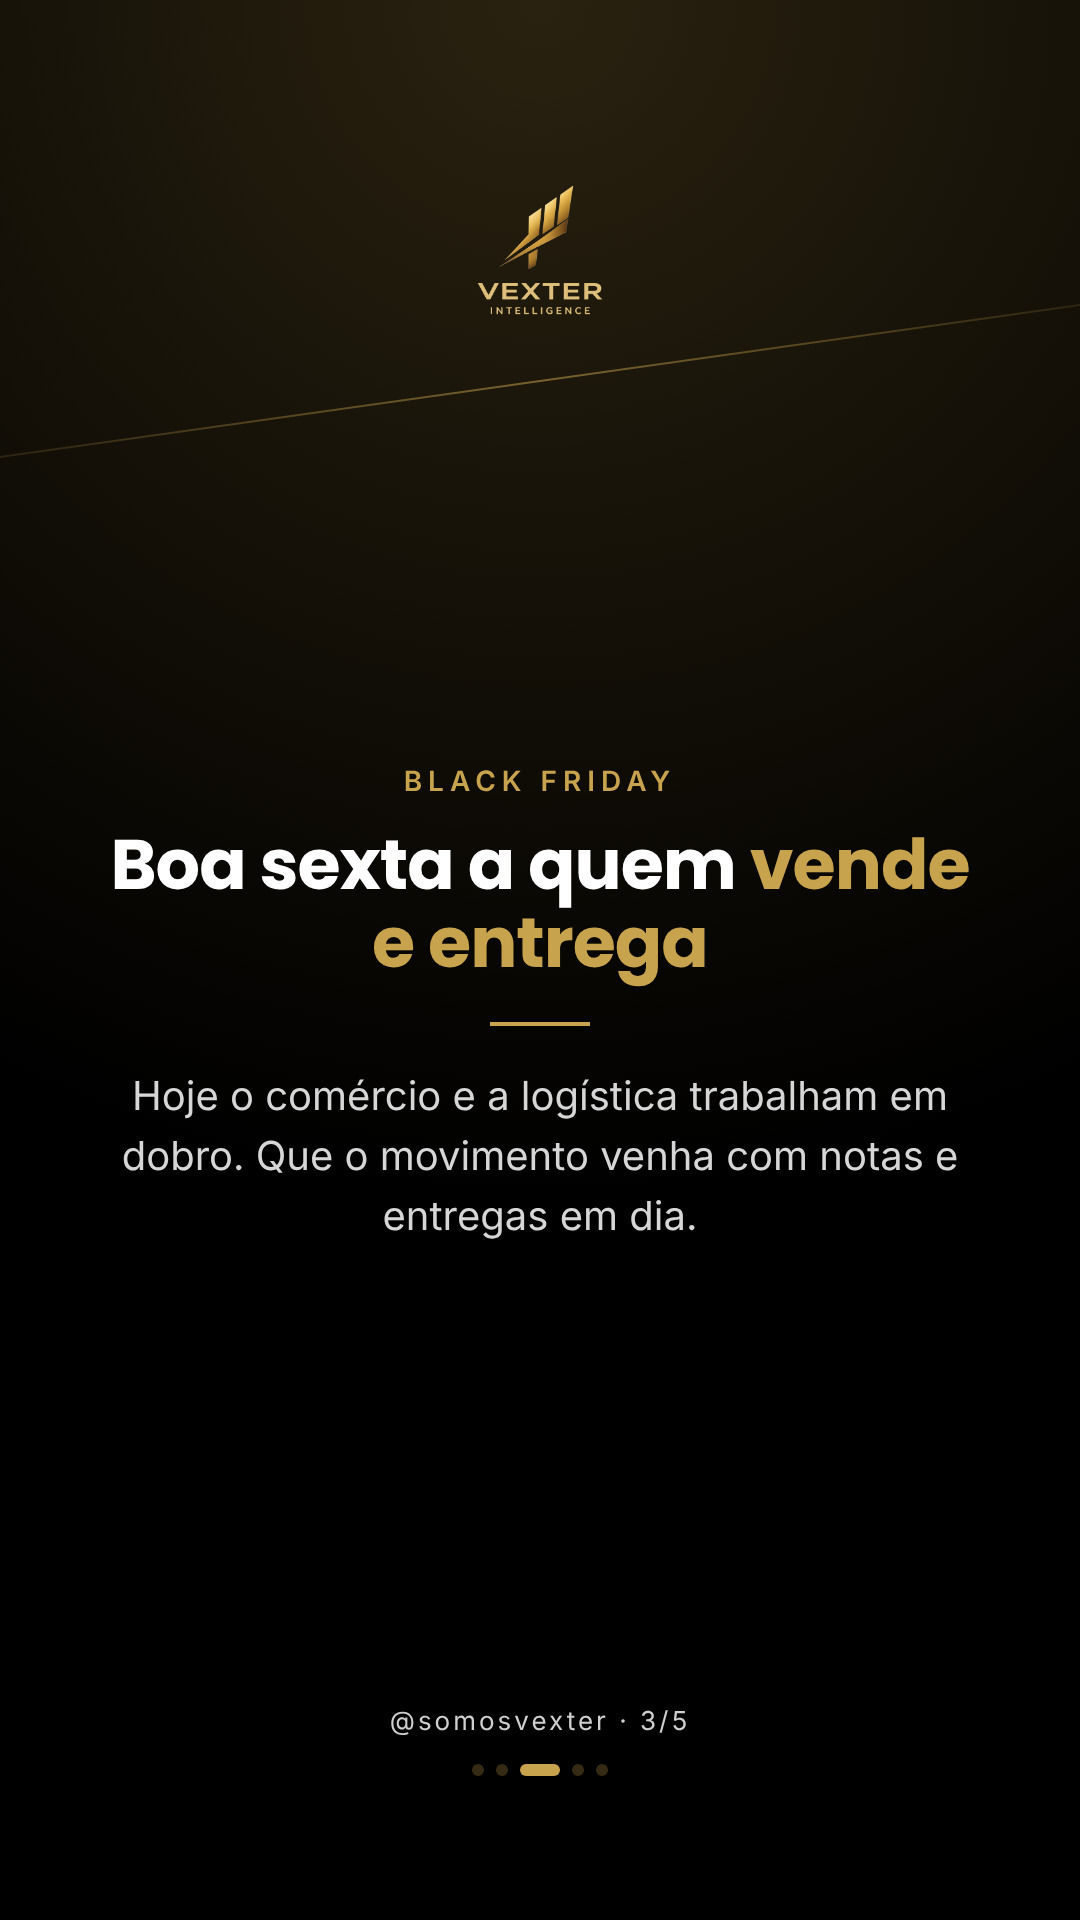 VEXTER
INTELLIGENCE
BLACK FRIDAY
Boa sexta a quem vende
e entrega
Hoje o comércio e a logística trabalham em
dobro. Que o movimento venha com notas e
entregas em dia.
@somosvexter · 3/5